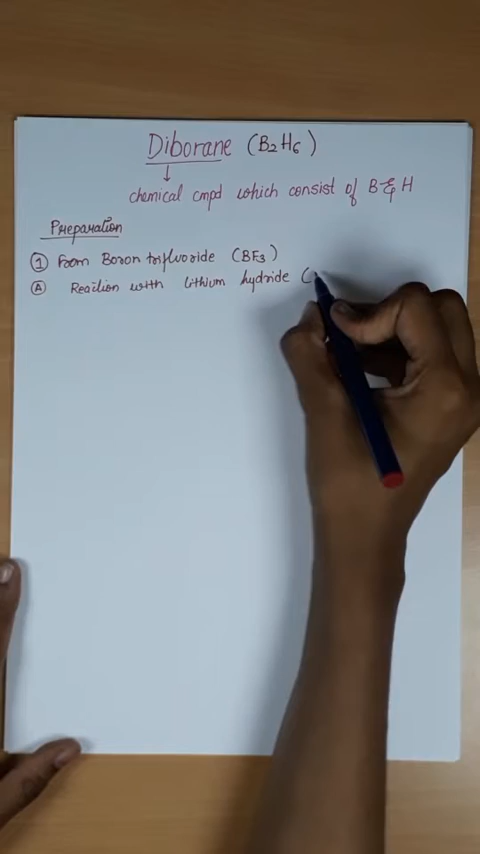 Diborane (B2H6)
↓
chemical cmpd which consist of B & H
Preparation
① From Boron trifluoride (BF3)
Ⓐ Reaction with lithium hydride (